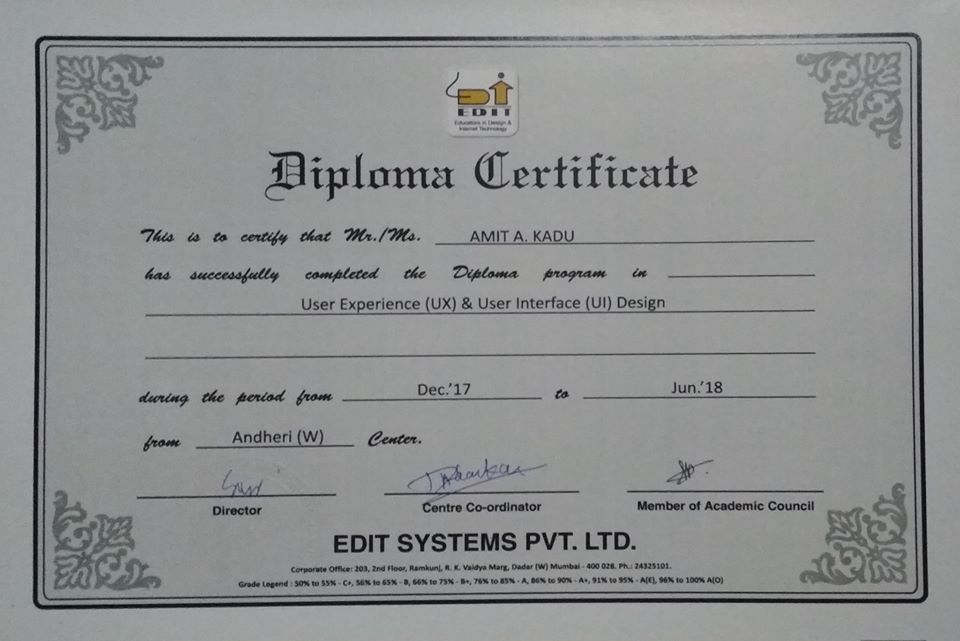 EDIT
Educations in Design &
Internet Technology
Diploma Certificate
This is to certify that Mr./Ms. AMIT A. KADU
has successfully completed the Diploma program in
User Experience (UX) & User Interface (UI) Design
during the period from Dec.'17 to Jun.'18
from Andheri (W) Center.
Director Centre Co-ordinator Member of Academic Council
EDIT SYSTEMS PVT. LTD.
Corporate Office: 203, 2nd Floor, Ramkunj, R. K. Vaidya Marg, Dadar (W) Mumbai - 400 028. Ph.: 24325101.
Grade Legend : 50% to 55% - C+, 56% to 65% - B, 66% to 75% - B+, 76% to 85% - A, 86% to 90% - A+, 91% to 95% - A(E), 96% to 100% A(O)